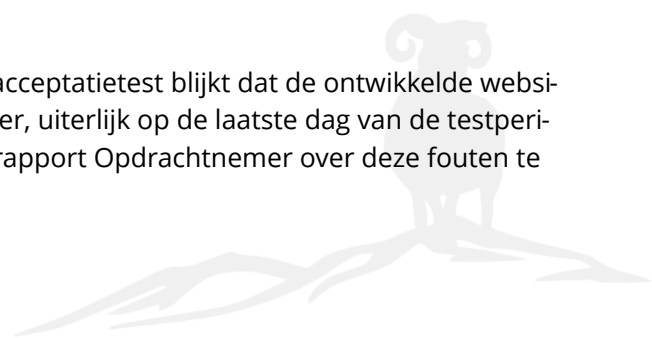 acceptatietest blijkt dat de ontwikkelde websi-
er, uiterlijk op de laatste dag van de testperi-
rapport Opdrachtnemer over deze fouten te